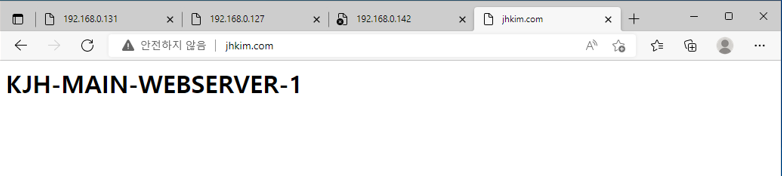 192.168.0.131
192.168.0.127
192.168.0.142
jhkim.com
안전하지 않음
jhkim.com
KJH-MAIN-WEBSERVER-1